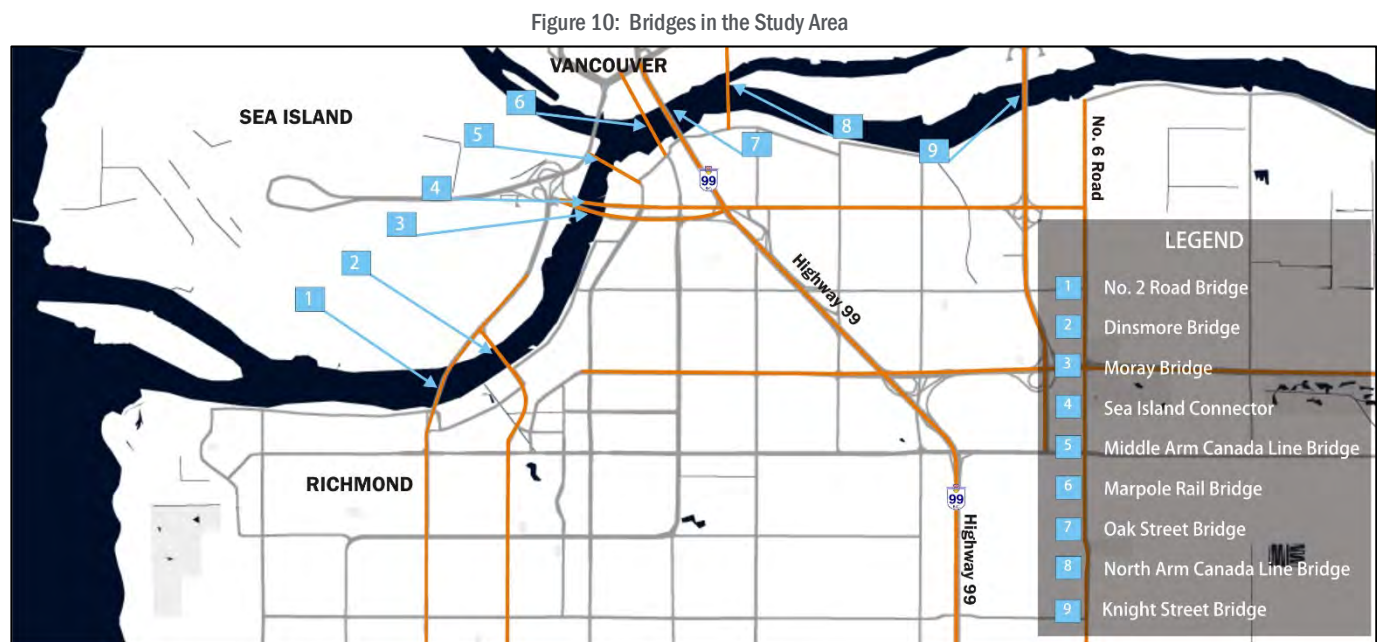 Figure 10: Bridges in the Study Area
VANCOUVER
SEA ISLAND
6
5
8
7
9
No. 6 Road
99
4
3
2
1
Highway 99
LEGEND
1 No. 2 Road Bridge
2 Dinsmore Bridge
3 Moray Bridge
4 Sea Island Connector
5 Middle Arm Canada Line Bridge
6 Marpole Rail Bridge
7 Oak Street Bridge
8 North Arm Canada Line Bridge
9 Knight Street Bridge
RICHMOND
99
Highway 99